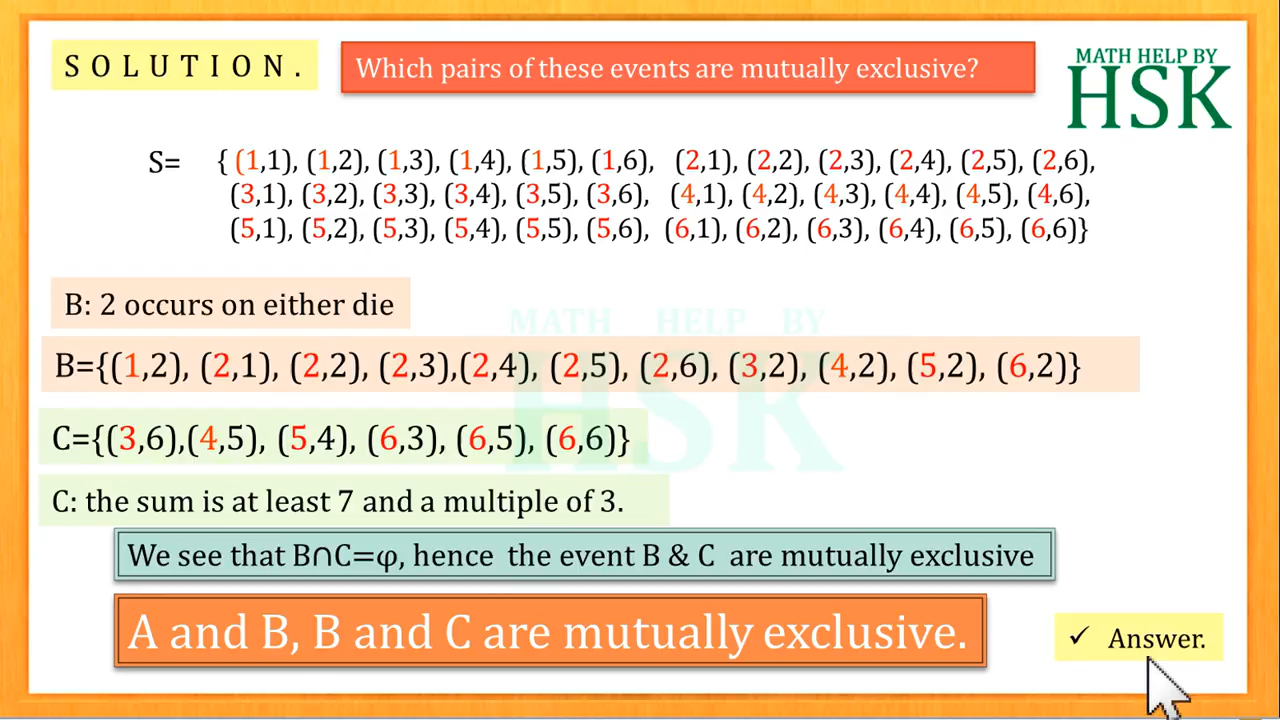 SOLUTION.
Which pairs of these events are mutually exclusive?
MATH HELP BY
HSK
S= { (1,1), (1,2), (1,3), (1,4), (1,5), (1,6), (2,1), (2,2), (2,3), (2,4), (2,5), (2,6),
(3,1), (3,2), (3,3), (3,4), (3,5), (3,6), (4,1), (4,2), (4,3), (4,4), (4,5), (4,6),
(5,1), (5,2), (5,3), (5,4), (5,5), (5,6), (6,1), (6,2), (6,3), (6,4), (6,5), (6,6)}
B: 2 occurs on either die
MATH HELP BY
HSK
B={(1,2), (2,1), (2,2), (2,3),(2,4), (2,5), (2,6), (3,2), (4,2), (5,2), (6,2)}
C={(3,6),(4,5), (5,4), (6,3), (6,5), (6,6)}
C: the sum is at least 7 and a multiple of 3.
We see that B∩C=φ, hence the event B & C are mutually exclusive
A and B, B and C are mutually exclusive.
✓ Answer.